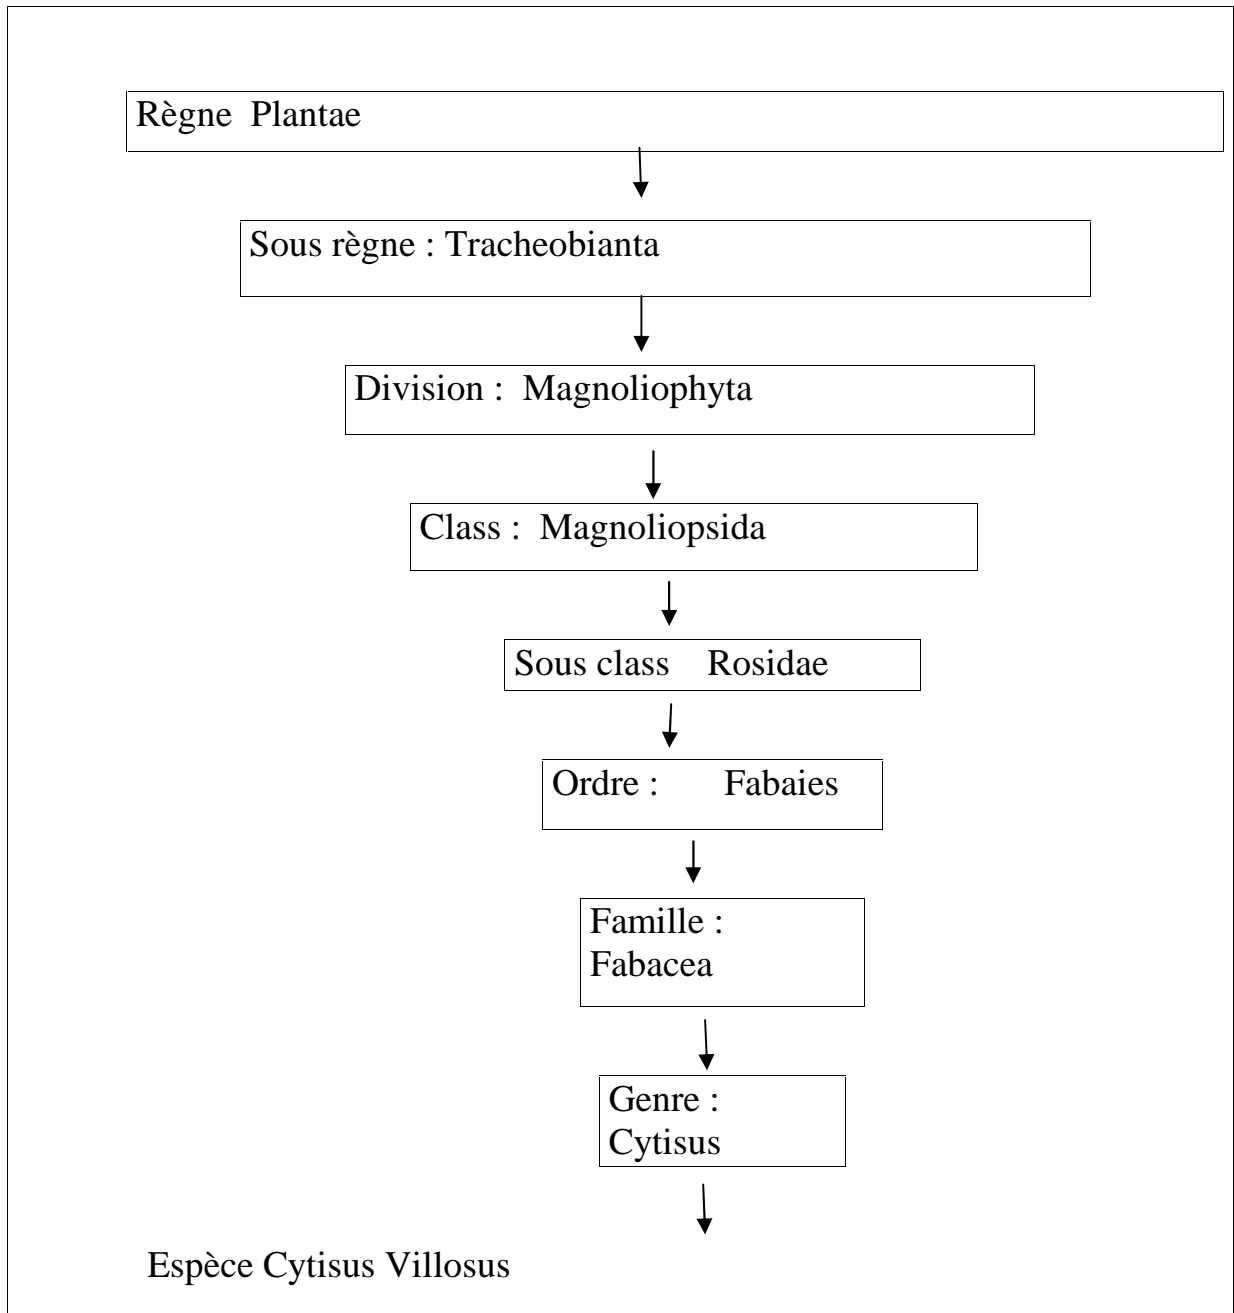 Règne Plantae
Sous règne : Tracheobianta
Division : Magnoliophyta
Class : Magnoliopsida
Sous class Rosidae
Ordre : Fabaies
Famille :
Fabacea
Genre :
Cytisus
Espèce Cytisus Villosus